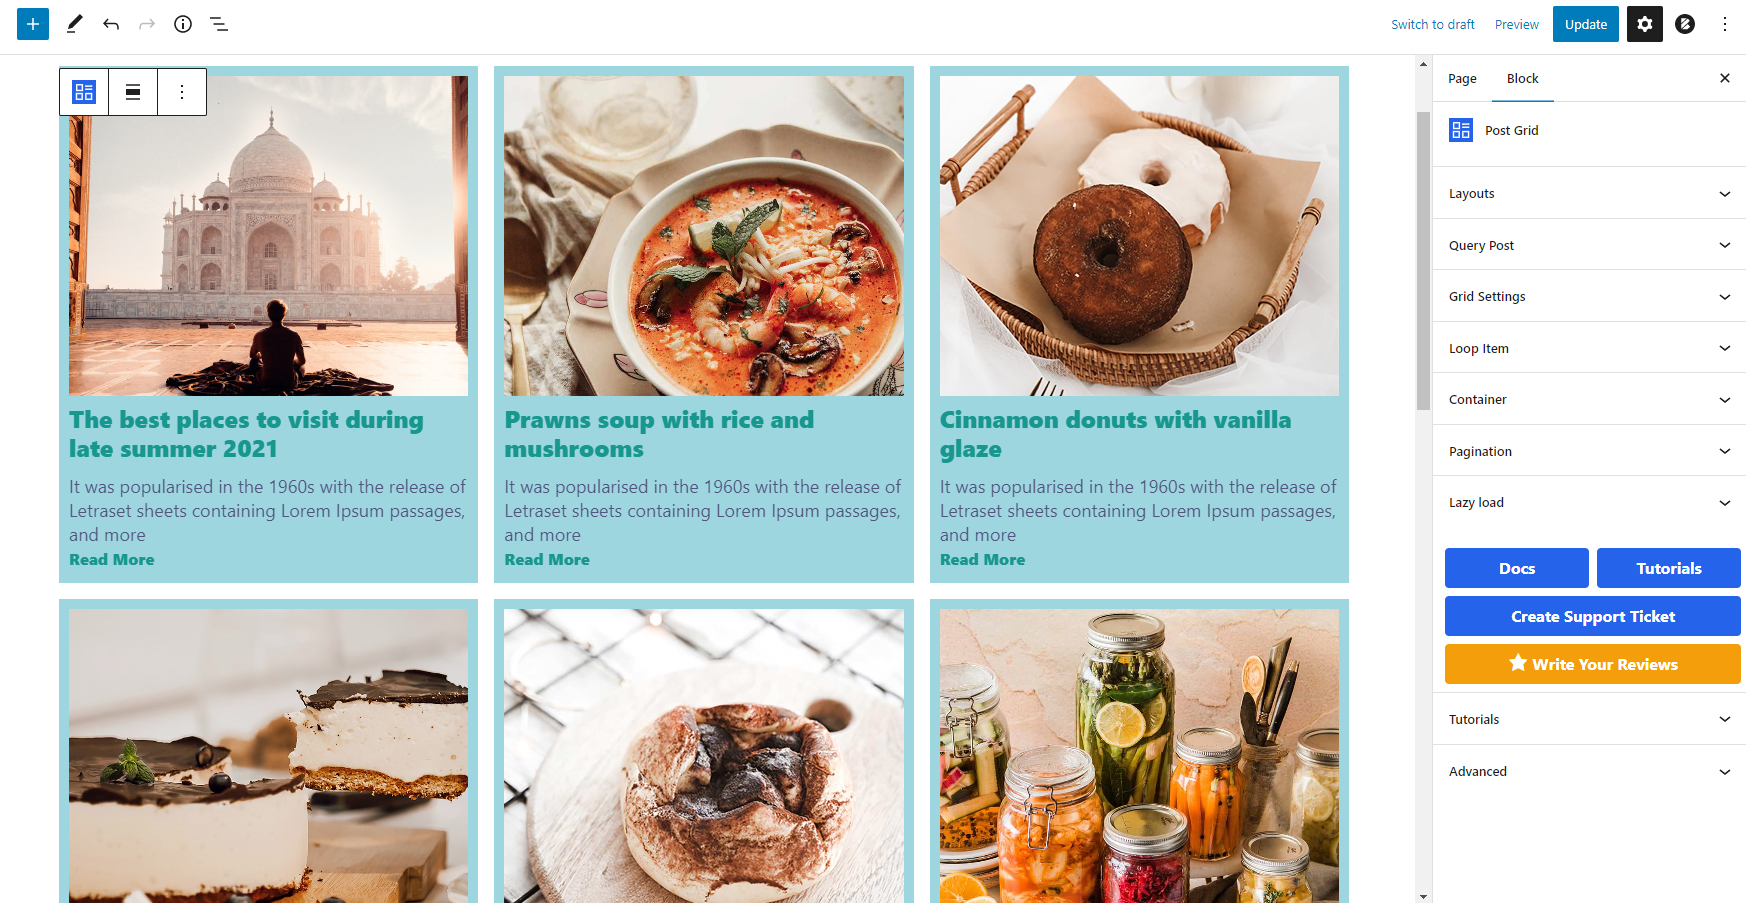 Switch to draft
Preview
Update
Page
Block
Post Grid
Layouts
Query Post
Grid Settings
Loop Item
Container
Pagination
Lazy load
Docs
Tutorials
Create Support Ticket
Write Your Reviews
Tutorials
Advanced
The best places to visit during
late summer 2021
It was popularised in the 1960s with the release of
Letraset sheets containing Lorem Ipsum passages,
and more
Read More
Prawns soup with rice and
mushrooms
It was popularised in the 1960s with the release of
Letraset sheets containing Lorem Ipsum passages,
and more
Read More
Cinnamon donuts with vanilla
glaze
It was popularised in the 1960s with the release of
Letraset sheets containing Lorem Ipsum passages,
and more
Read More